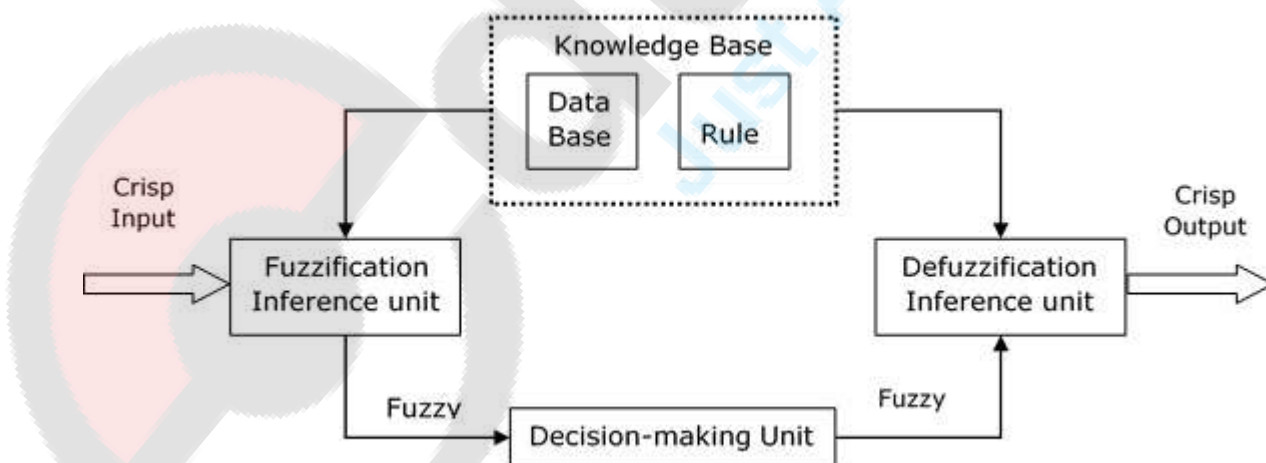 Knowledge Base
Data
Base
Rule
Crisp
Input
Fuzzification
Inference unit
Defuzzification
Inference unit
Crisp
Output
Fuzzy
Decision-making Unit
Fuzzy
Just